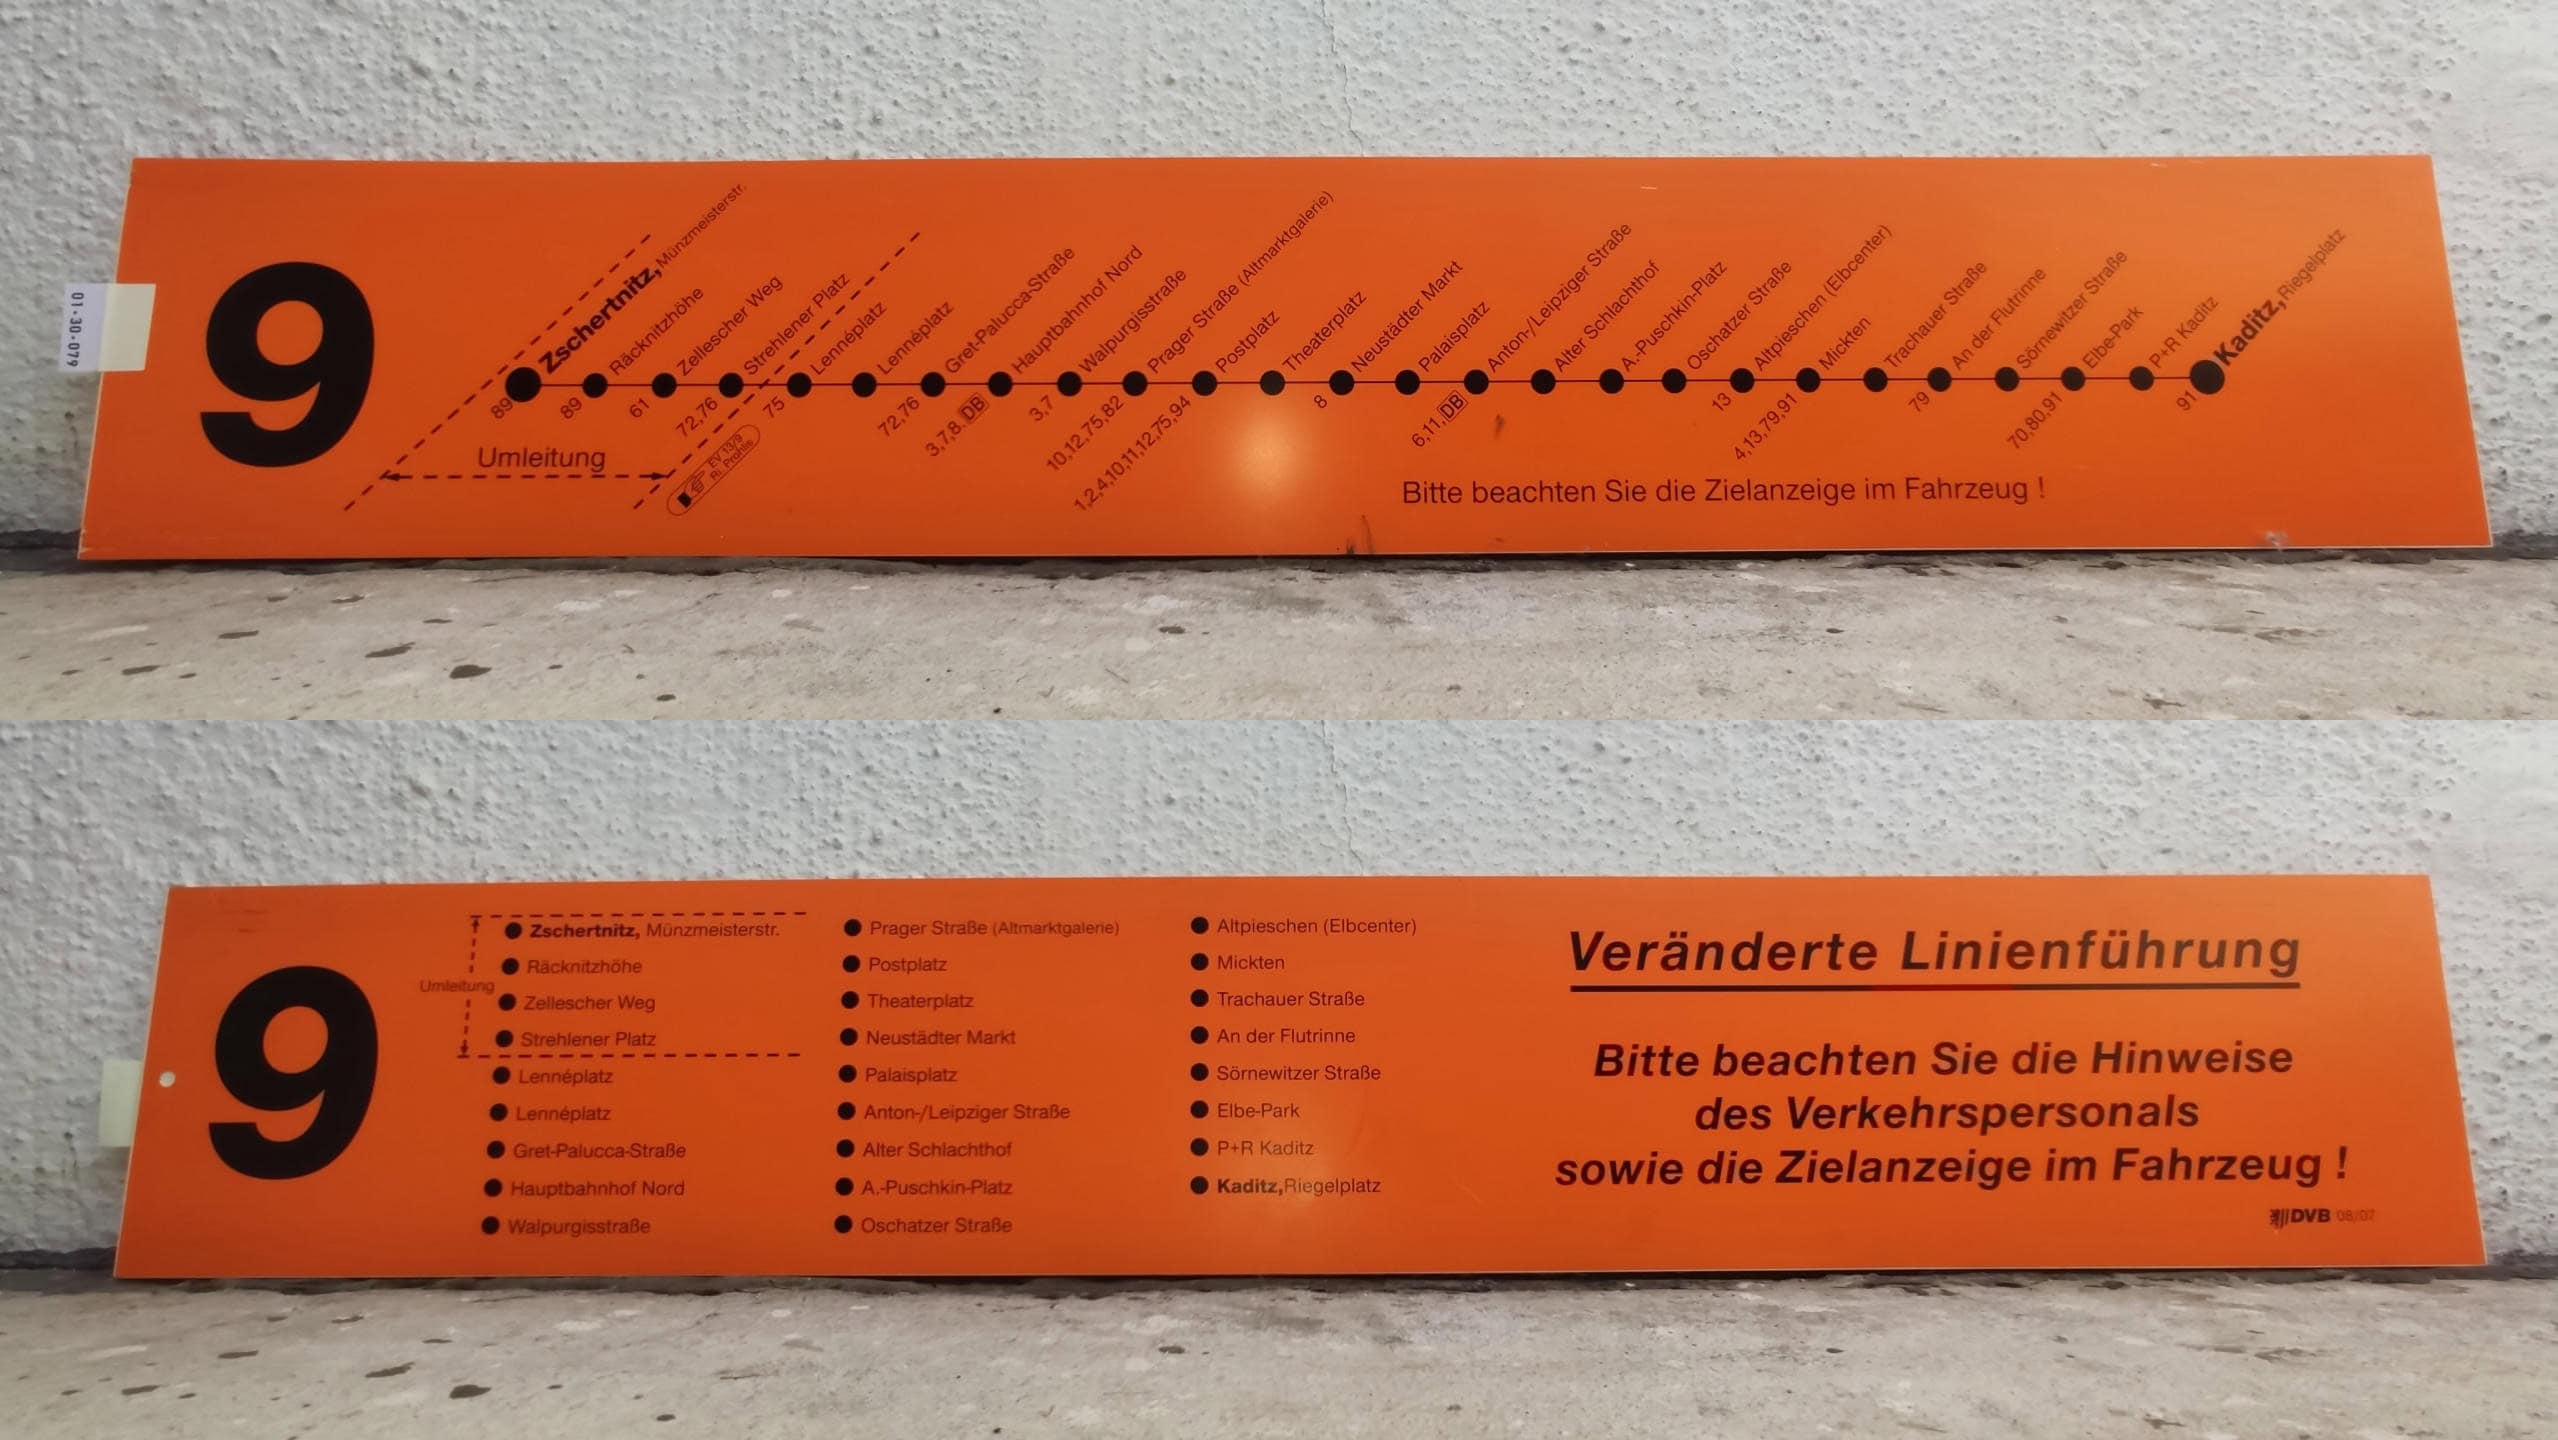 01·30·079
9
Zschertnitz, Münzmeisterstr.
Räcknitzhöhe
Zellescher Weg
Strehlener Platz
Lennéplatz
Lennéplatz
Gret-Palucca-Straße
Hauptbahnhof Nord
Walpurgisstraße
Prager Straße (Altmarktgalerie)
Postplatz
Theaterplatz
Neustädter Markt
Palaisplatz
Anton-/Leipziger Straße
Alter Schlachthof
A.-Puschkin-Platz
Oschatzer Straße
Altpieschen (Elbcenter)
Mickten
Trachauer Straße
An der Flutrinne
Sörnewitzer Straße
Elbe-Park
P+R Kaditz
Kaditz, Riegelplatz
89
89
61
72,76
75
72,76
3,7,8, DB
3,7
10,12,75,82
1,2,4,10,11,12,75,94
8
6,11, DB
13
4,13,79,91
79
70,80,91
91
Umleitung
EV 13/9
Ri. Prohlis
Bitte beachten Sie die Zielanzeige im Fahrzeug !
9
Umleitung
Zschertnitz, Münzmeisterstr.
Räcknitzhöhe
Zellescher Weg
Strehlener Platz
Lennéplatz
Lennéplatz
Gret-Palucca-Straße
Hauptbahnhof Nord
Walpurgisstraße
Prager Straße (Altmarktgalerie)
Postplatz
Theaterplatz
Neustädter Markt
Palaisplatz
Anton-/Leipziger Straße
Alter Schlachthof
A.-Puschkin-Platz
Oschatzer Straße
Altpieschen (Elbcenter)
Mickten
Trachauer Straße
An der Flutrinne
Sörnewitzer Straße
Elbe-Park
P+R Kaditz
Kaditz,Riegelplatz
Veränderte Linienführung
Bitte beachten Sie die Hinweise
des Verkehrspersonals
sowie die Zielanzeige im Fahrzeug !
DVB 08/07